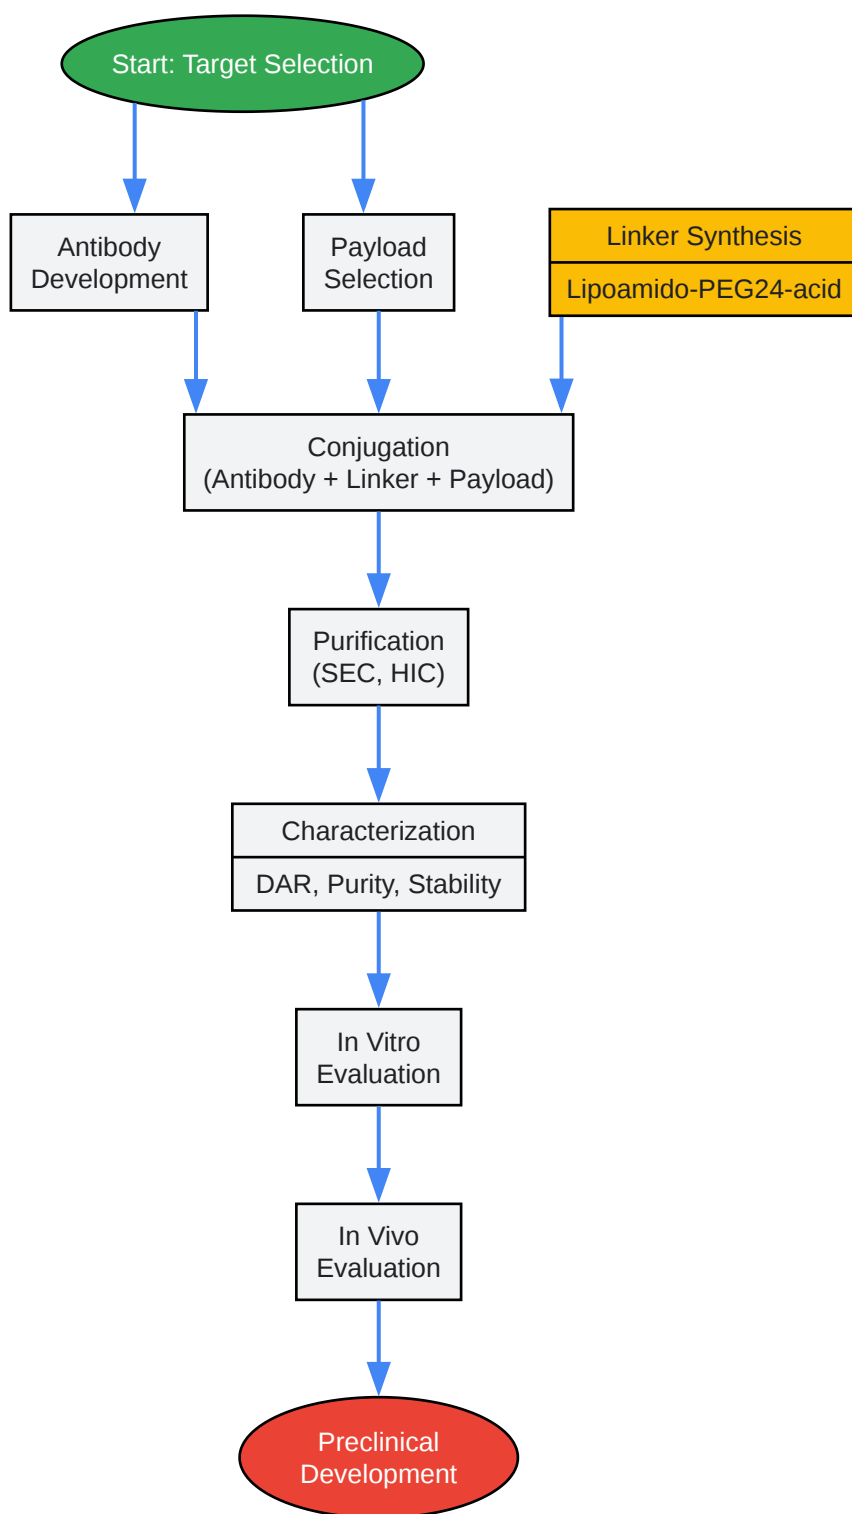 Start: Target Selection
Antibody
Development
Payload
Selection
Linker Synthesis
Lipoamido-PEG24-acid
Conjugation
(Antibody + Linker + Payload)
Purification
(SEC, HIC)
Characterization
DAR, Purity, Stability
In Vitro
Evaluation
In Vivo
Evaluation
Preclinical
Development